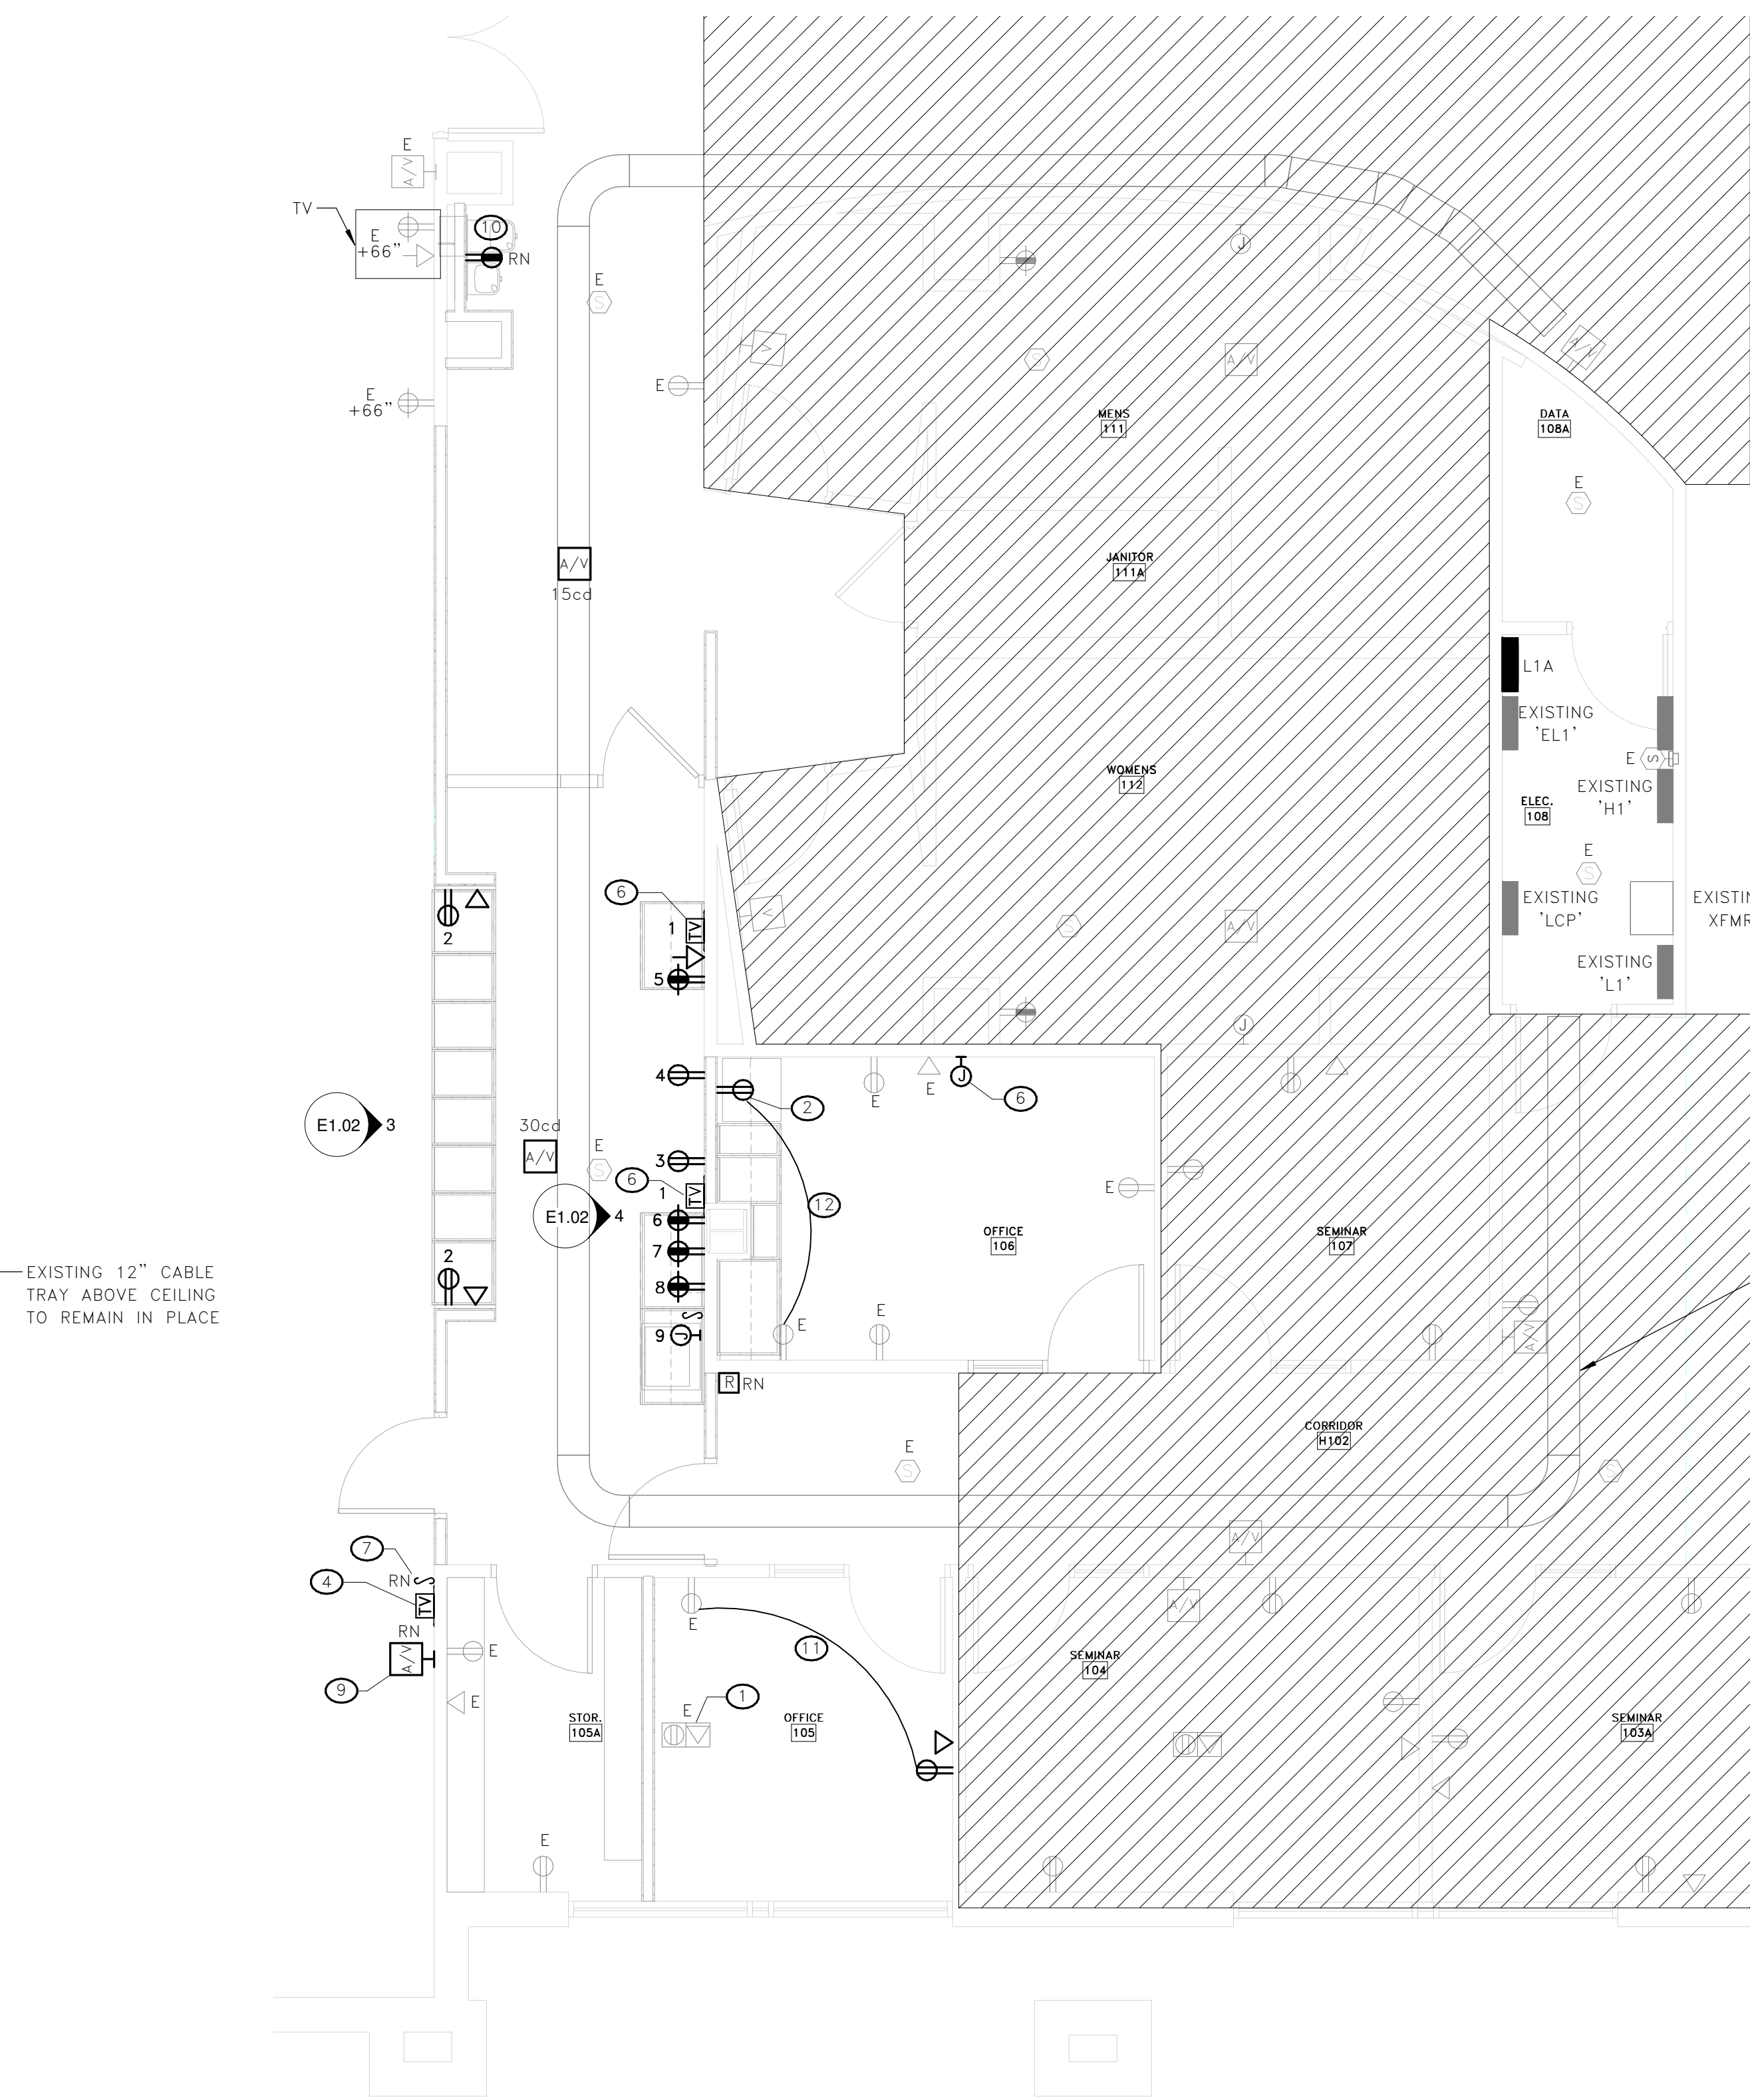 E
A/V
TV
E
+66"
10
RN
E
S
J
V
S
A/V
A/V
E
E
+66"
MENS
111
DATA
108A
E
S
A/V
15cd
JANITOR
111A
L1A
EXISTING
'EL1'
E
S
WOMENS
112
EXISTING
'H1'
ELEC.
108
E
S
6
1
TV
V
S
A/V
EXISTING
'LCP'
2
5
EXISTING
'L1'
J
4
E
E
J
6
2
E1.02
3
30cd
A/V
E
S
3
6
1
TV
E
12
E1.02
4
6
OFFICE
106
SEMINAR
107
7
2
8
EXISTING 12" CABLE
TRAY ABOVE CEILING
TO REMAIN IN PLACE
9
J
S
E
E
A/V
R
RN
CORRIDOR
H102
E
S
S
7
RN
S
4
TV
A/V
A/V
RN
A/V
9
E
E
11
SEMINAR
104
E
E
1
STOR.
105A
OFFICE
105
SEMINAR
103A
E